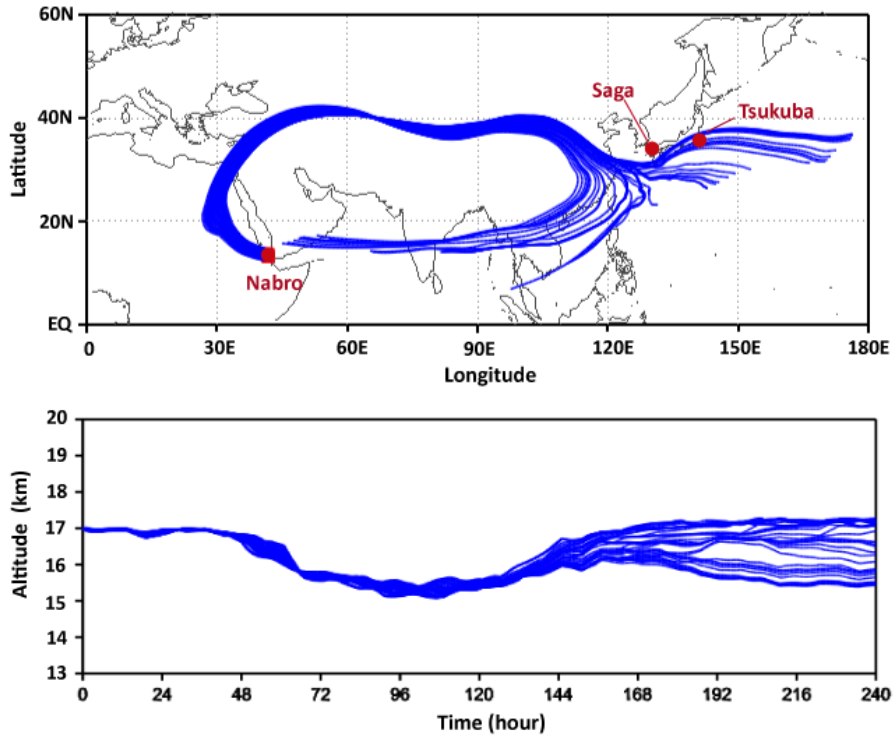 60N
40N
20N
EQ
Latitude
Saga
Tsukuba
Nabro
0 30E 60E 90E 120E 150E 180E
Longitude
20
19
18
17
16
15
14
13
Altitude (km)
0 24 48 72 96 120 144 168 192 216 240
Time (hour)